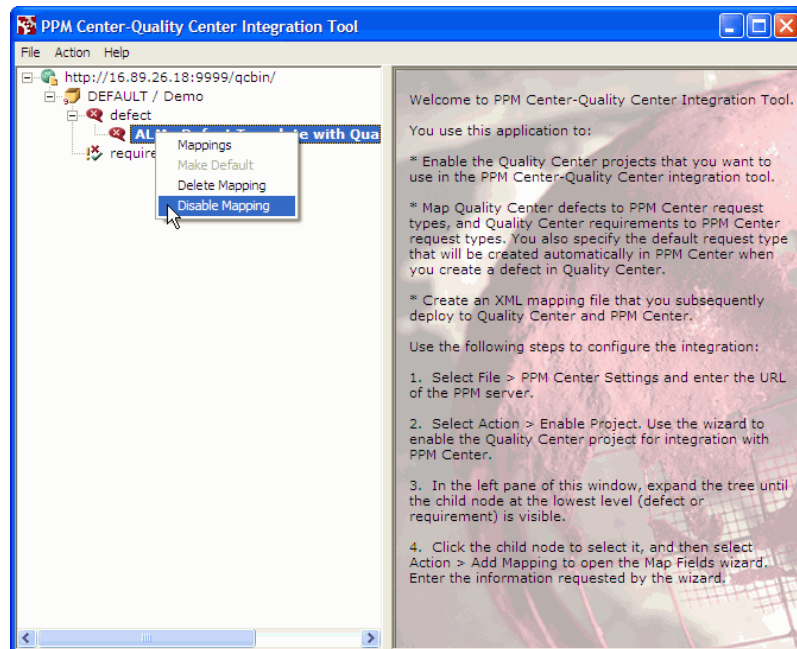 PPM Center-Quality Center Integration Tool
File Action Help
http://16.89.26.18:9999/qcbin/
DEFAULT / Demo
defect
ALM - Defect Template with Qua
require
Mappings
Make Default
Delete Mapping
Disable Mapping
Welcome to PPM Center-Quality Center Integration Tool.
You use this application to:
* Enable the Quality Center projects that you want to
use in the PPM Center-Quality Center integration tool.
* Map Quality Center defects to PPM Center request
types, and Quality Center requirements to PPM Center
request types. You also specify the default request type
that will be created automatically in PPM Center when
you create a defect in Quality Center.
* Create an XML mapping file that you subsequently
deploy to Quality Center and PPM Center.
Use the following steps to configure the integration:
1. Select File > PPM Center Settings and enter the URL
of the PPM server.
2. Select Action > Enable Project. Use the wizard to
enable the Quality Center project for integration with
PPM Center.
3. In the left pane of this window, expand the tree until
the child node at the lowest level (defect or
requirement) is visible.
4. Click the child node to select it, and then select
Action > Add Mapping to open the Map Fields wizard.
Enter the information requested by the wizard.